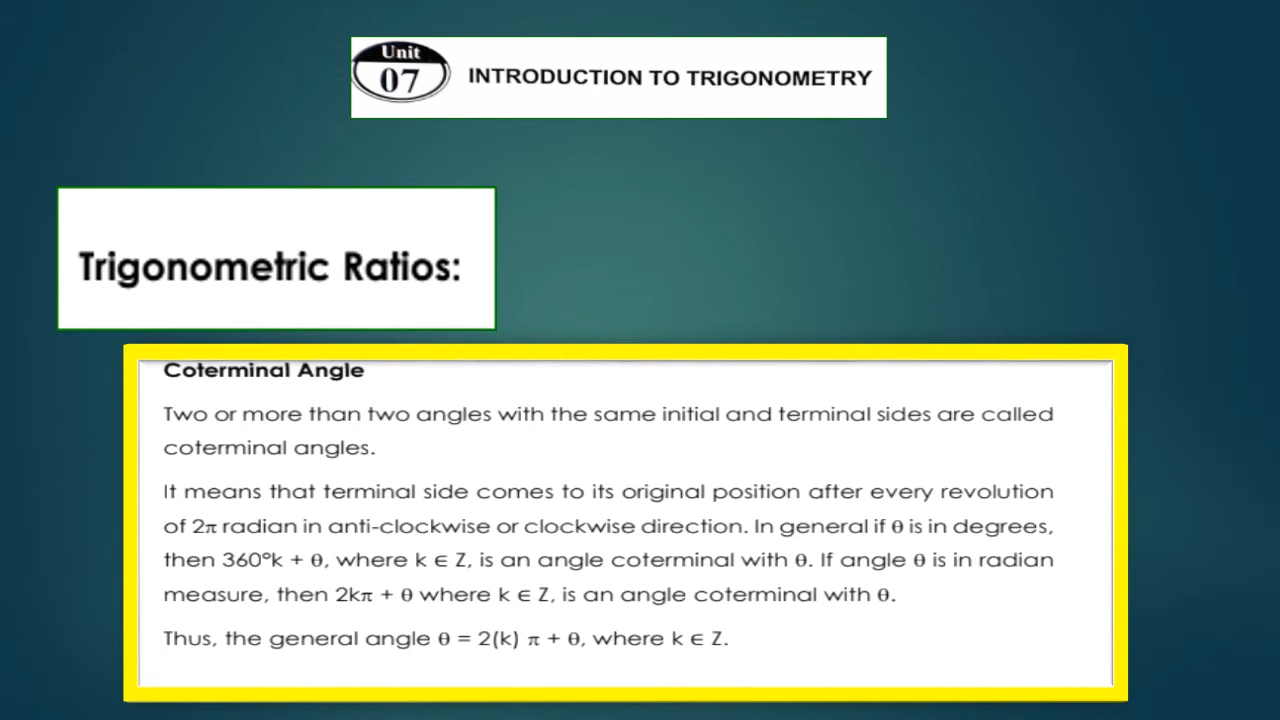 Unit
07
INTRODUCTION TO TRIGONOMETRY
Trigonometric Ratios:
Coterminal Angle
Two or more than two angles with the same initial and terminal sides are called
coterminal angles.
It means that terminal side comes to its original position after every revolution
of 2π radian in anti-clockwise or clockwise direction. In general if θ is in degrees,
then 360°k + θ, where k ∈ Z, is an angle coterminal with θ. If angle θ is in radian
measure, then 2kπ + θ where k ∈ Z, is an angle coterminal with θ.
Thus, the general angle θ = 2(k) π + θ, where k ∈ Z.